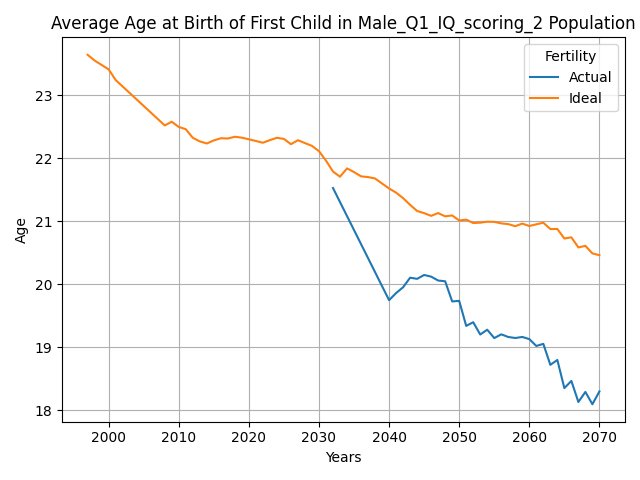 Average Age at Birth of First Child in Male_Q1_IQ_scoring_2 Population
Fertility
Actual
Ideal
Age
23
22
21
20
19
18
2000
2010
2020
2030
2040
2050
2060
2070
Years